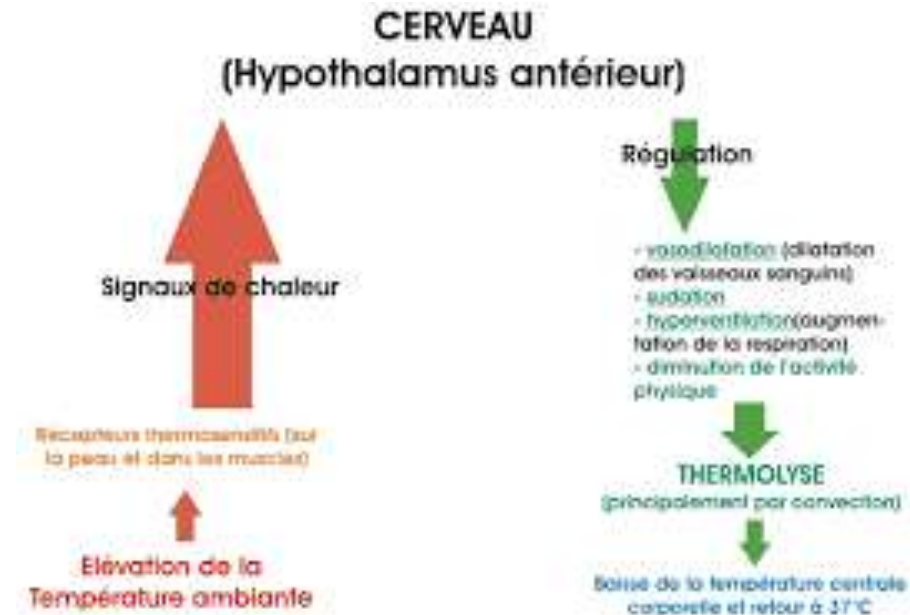 CERVEAU
(Hypothalamus antérieur)
Signaux de chaleur
Récepteurs thermosensitifs (sur
la peau et dans les muscles)
Elévation de la
Température ambiante
Régulation
- vasodilatation (dilatation
des vaisseaux sanguins)
- sudation
- hyperventilation(augmen-
tation de la respiration)
- diminution de l'activité
physique
THERMOLYSE
(principalement par convection)
Baisse de la température centrale
corporelle et retour à 37°C